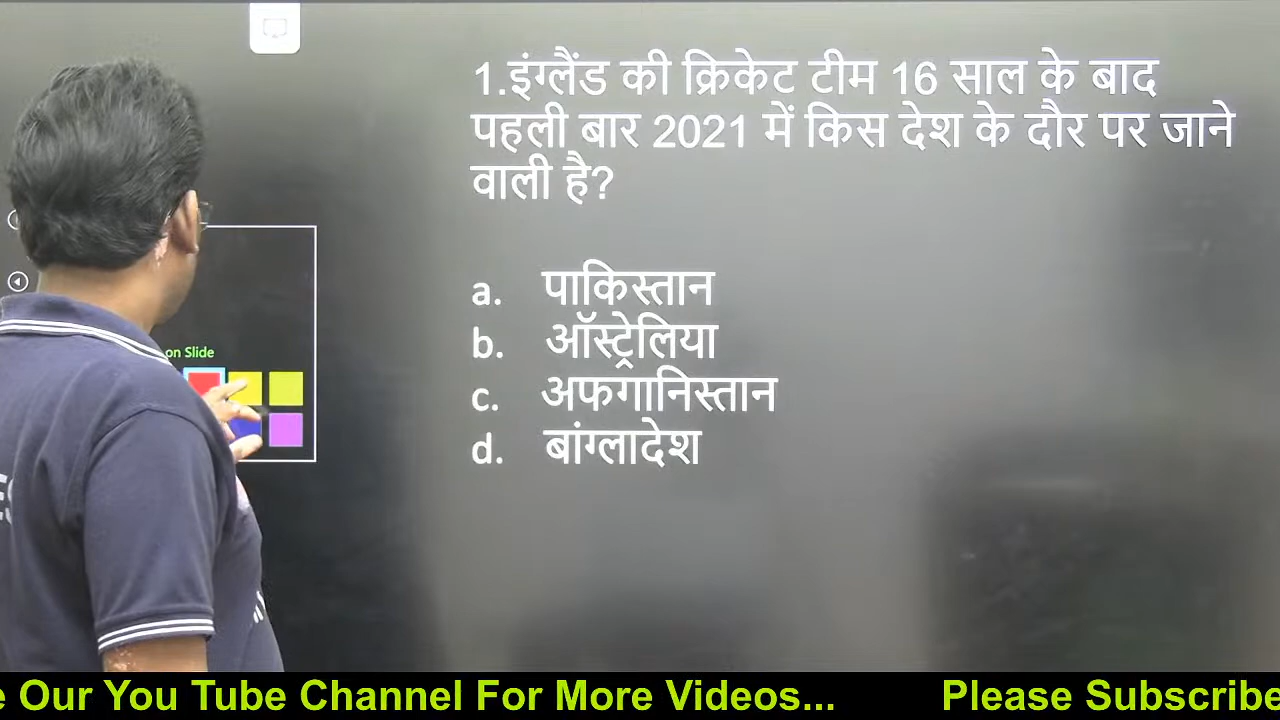 1.इंग्लैंड की क्रिकेट टीम 16 साल के बाद
पहली बार 2021 में किस देश के दौर पर जाने
वाली है?
a. पाकिस्तान
b. ऑस्ट्रेलिया
c. अफगानिस्तान
d. बांग्लादेश
on Slide
Our You Tube Channel For More Videos... Please Subscribe